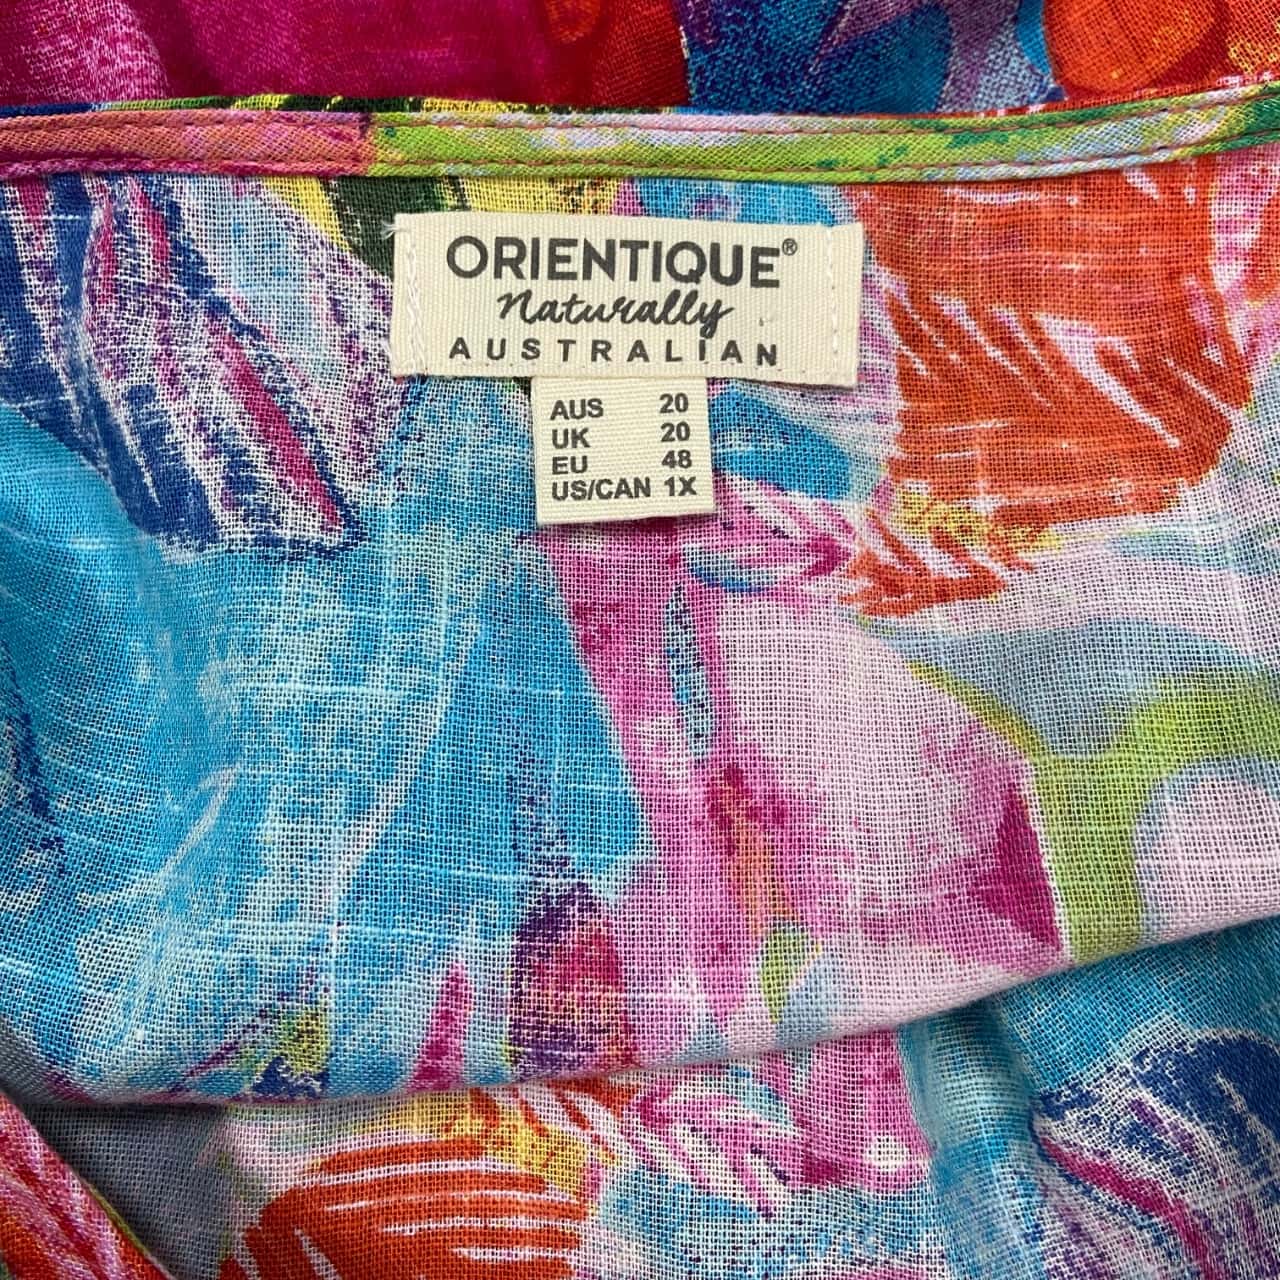 ORIENTIQUE®
Naturally
AUSTRALIAN
AUS 20
UK 20
EU 48
US/CAN 1X